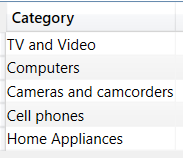 Category
TV and Video
Computers
Cameras and camcorders
Cell phones
Home Appliances